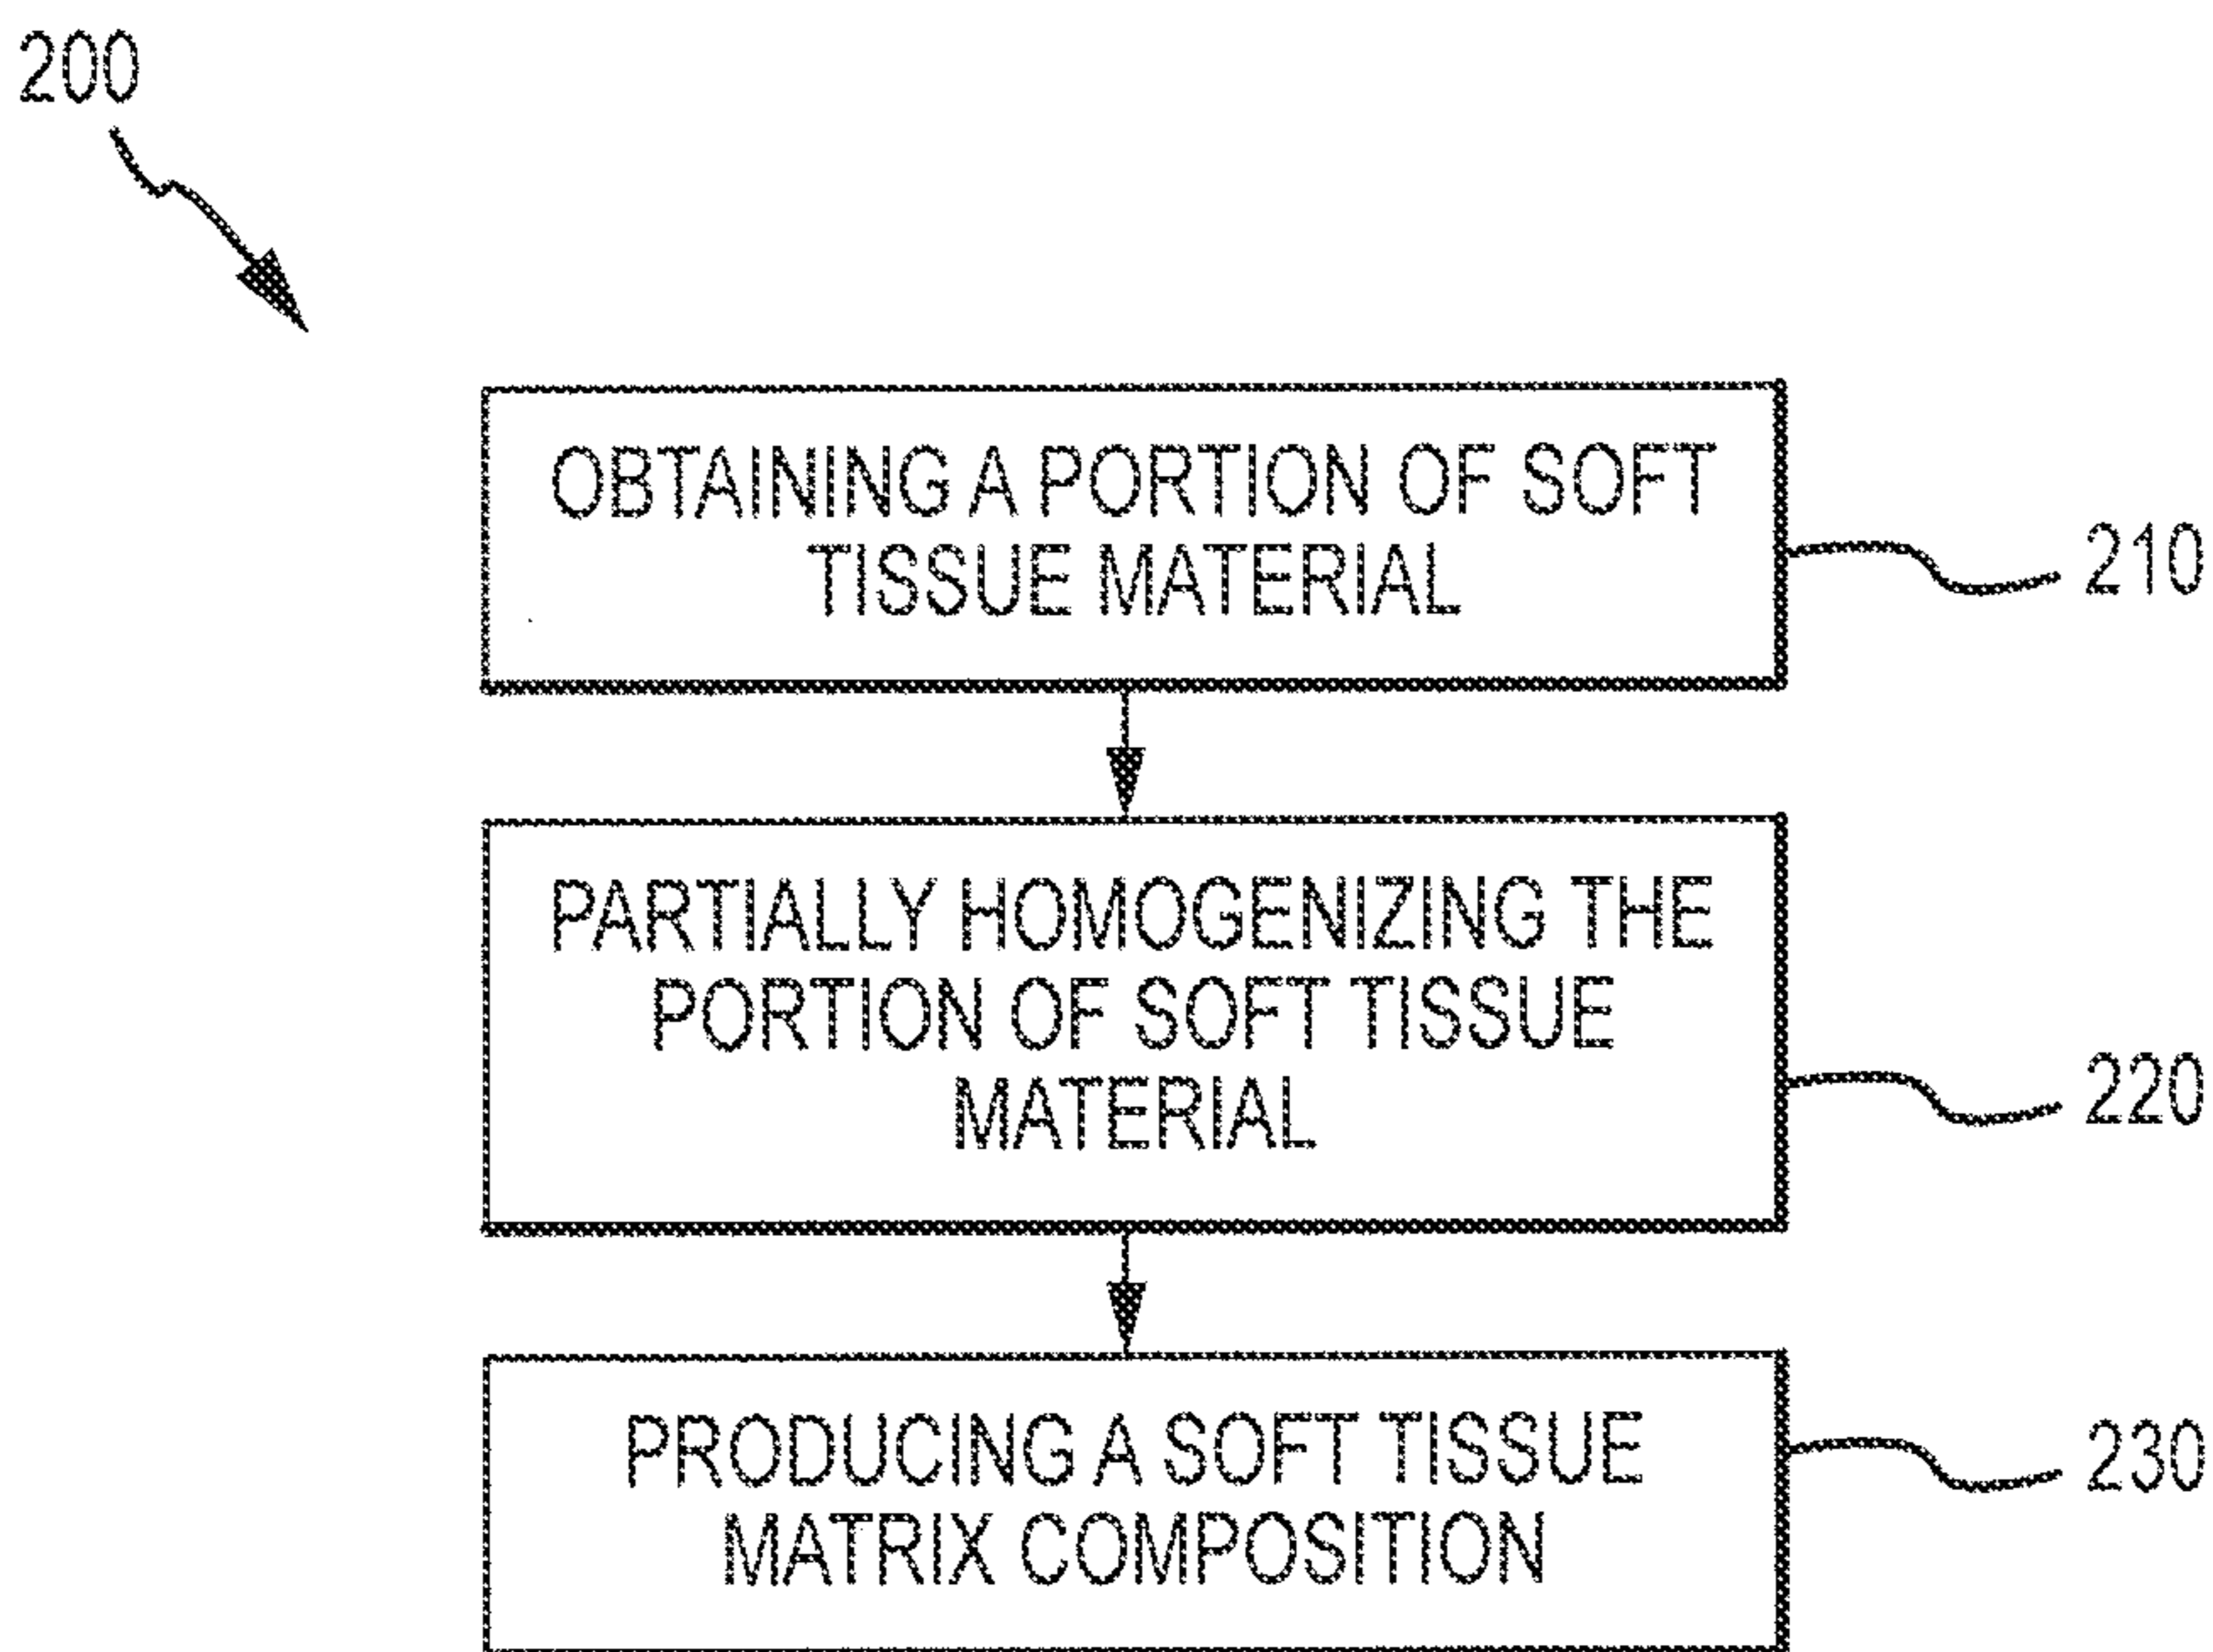 200
OBTAINING A PORTION OF SOFT
TISSUE MATERIAL
210
PARTIALLY HOMOGENIZING THE
PORTION OF SOFT TISSUE
MATERIAL
220
PRODUCING A SOFT TISSUE
MATRIX COMPOSITION
230